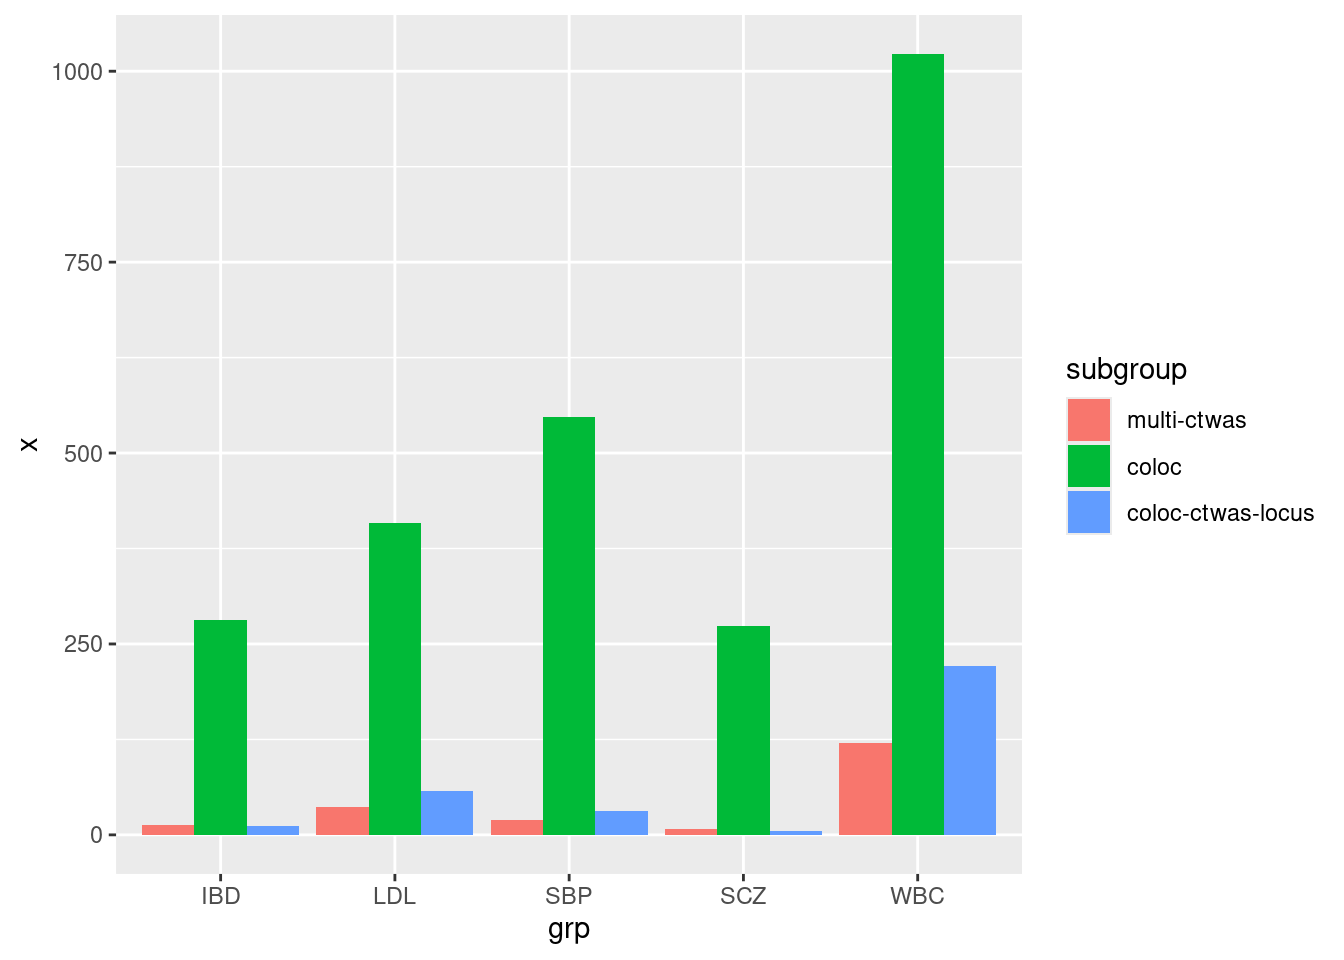 1000
750
500
250
0
x
IBD
LDL
SBP
SCZ
WBC
grp
subgroup
multi-ctwas
coloc
coloc-ctwas-locus